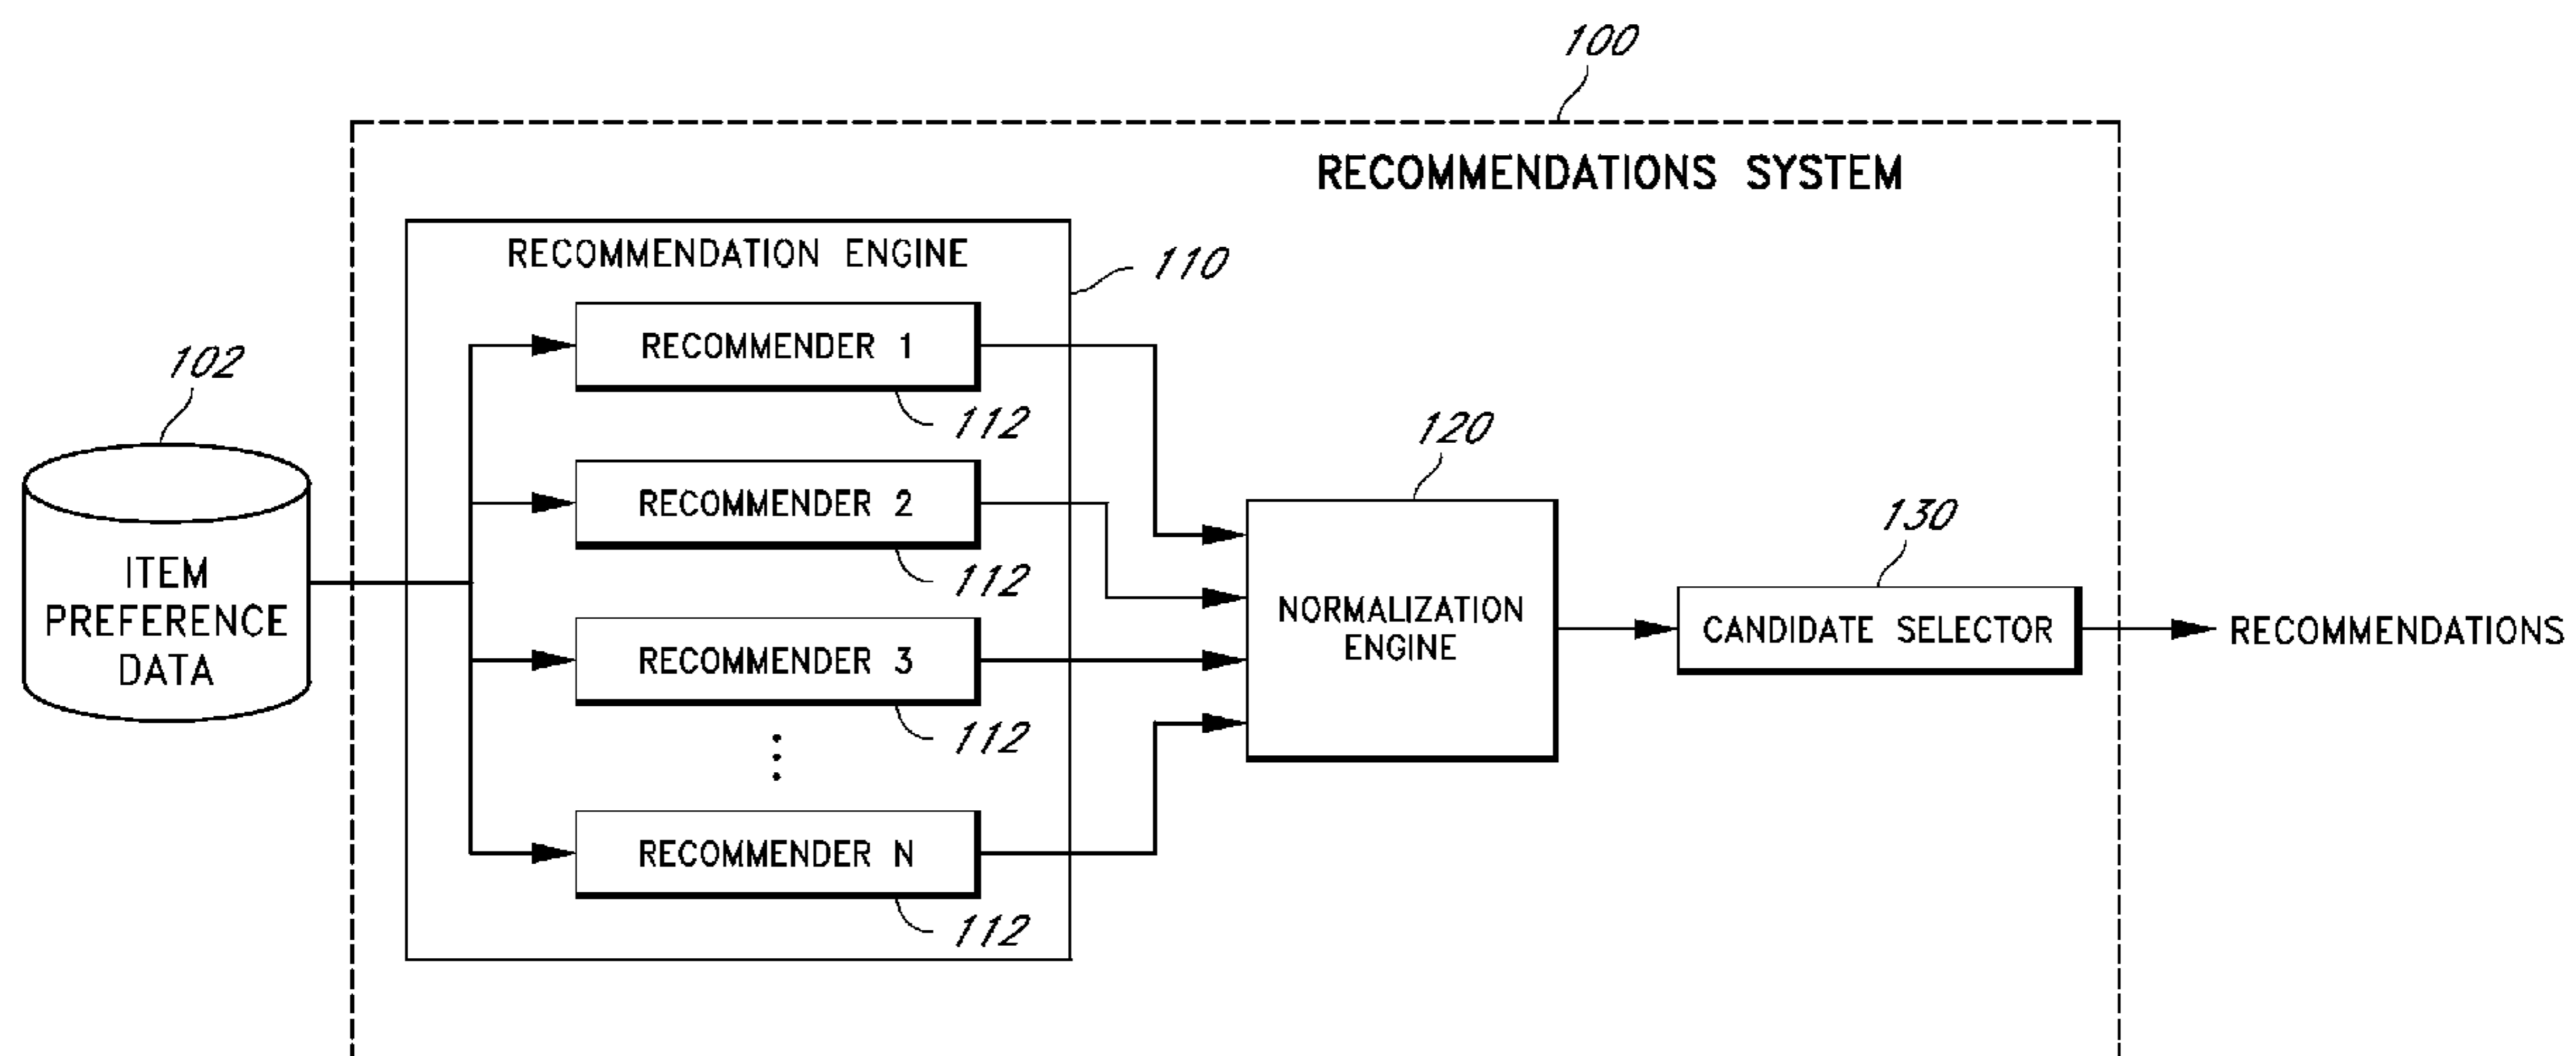 100
RECOMMENDATIONS SYSTEM
RECOMMENDATION ENGINE
110
RECOMMENDER 1
112
102
RECOMMENDER 2
112
ITEM
PREFERENCE
DATA
RECOMMENDER 3
112
RECOMMENDER N
112
120
NORMALIZATION
ENGINE
130
CANDIDATE SELECTOR
RECOMMENDATIONS